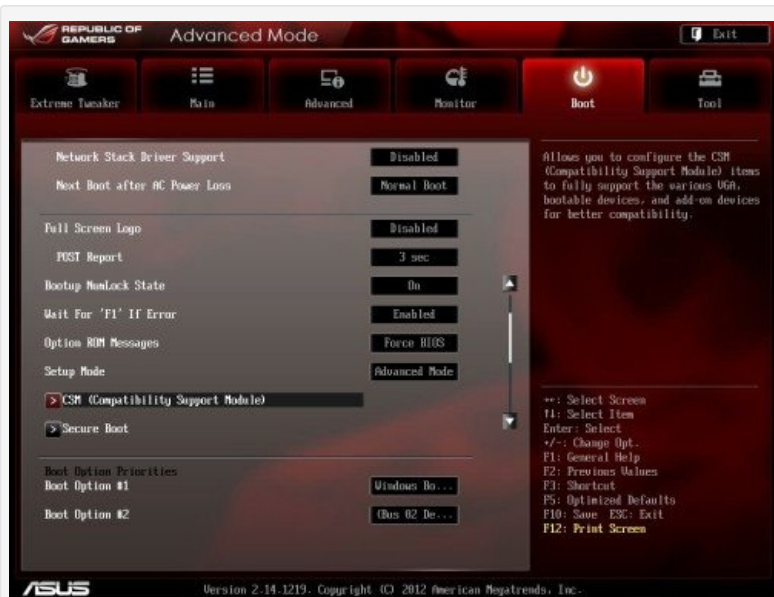 REPUBLIC OF
GAMERS
Advanced Mode
Exit
Extreme Tweaker
Main
Advanced
Monitor
Boot
Tool
Network Stack Driver Support
Disabled
Next Boot after AC Power Loss
Normal Boot
Full Screen Logo
Disabled
POST Report
3 sec
Bootup NumLock State
On
Wait For 'F1' If Error
Enabled
Option ROM Messages
Force BIOS
Setup Mode
Advanced Mode
> CSM (Compatibility Support Module)
> Secure Boot
Boot Option Priorities
Boot Option #1
Windows Bo...
Boot Option #2
(Bus 02 De...
Allows you to configure the CSM
(Compatibility Support Module) items
to fully support the various VGA,
bootable devices, and add-on devices
for better compatibility.
→←: Select Screen
↑↓: Select Item
Enter: Select
+/-: Change Opt.
F1: General Help
F2: Previous Values
F3: Shortcut
F5: Optimized Defaults
F10: Save ESC: Exit
F12: Print Screen
ASUS
Version 2.14.1219. Copyright (C) 2012 American Megatrends, Inc.